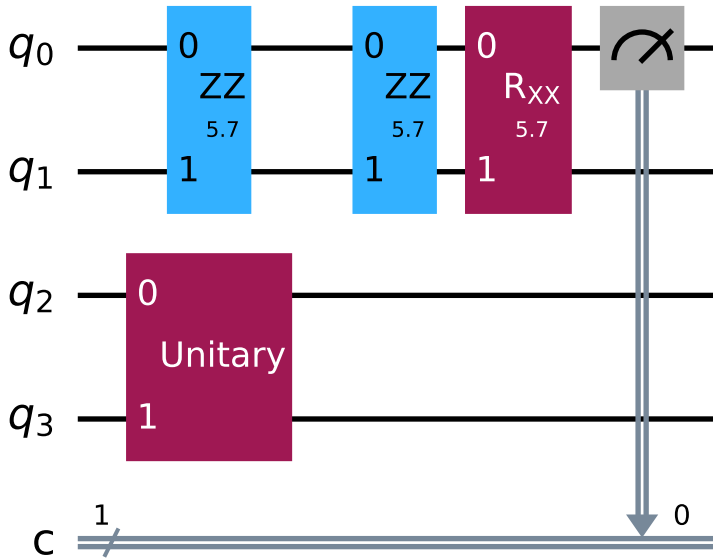 q0 0 0 0
ZZ ZZ RXX
5.7 5.7 5.7
q1 1 1 1
q2 0
Unitary
q3 1
1 0
c